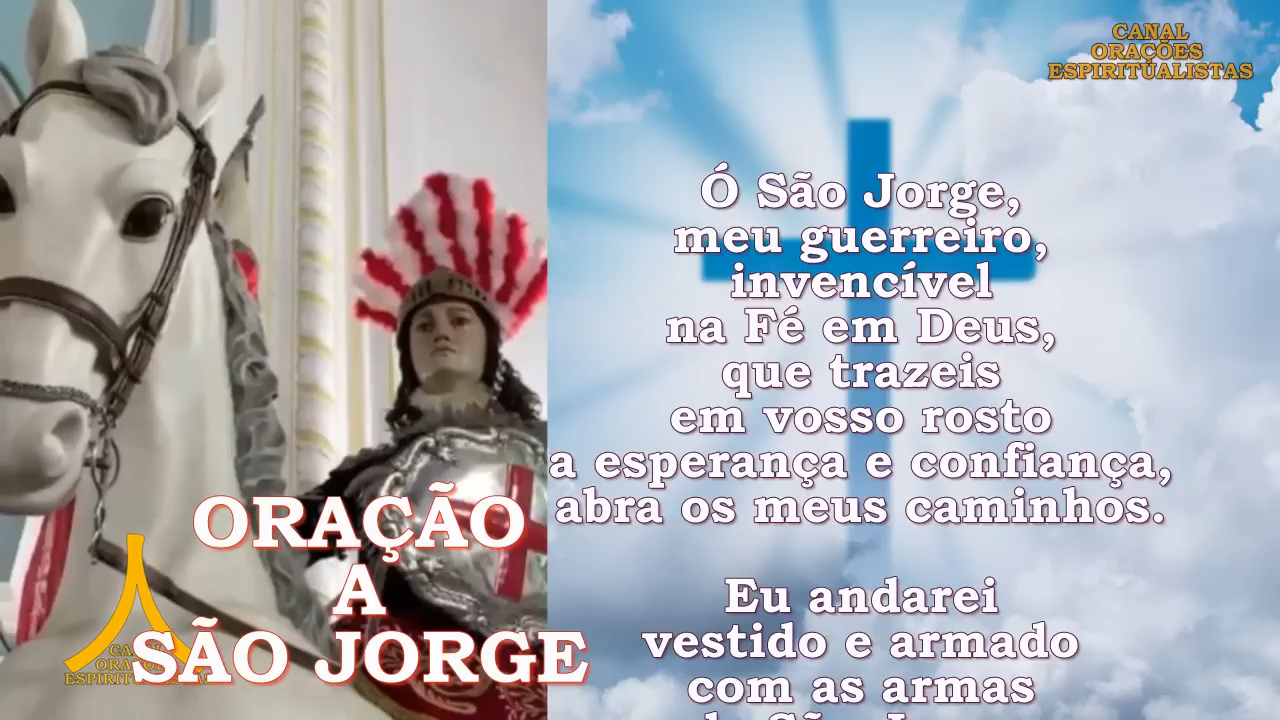 CANAL
ORAÇÕES
ESPIRITUALISTAS
Ó São Jorge,
meu guerreiro,
invencível
na Fé em Deus,
que trazeis
em vosso rosto
a esperança e confiança,
abra os meus caminhos.
Eu andarei
vestido e armado
com as armas
ORAÇÃO
A
SÃO JORGE